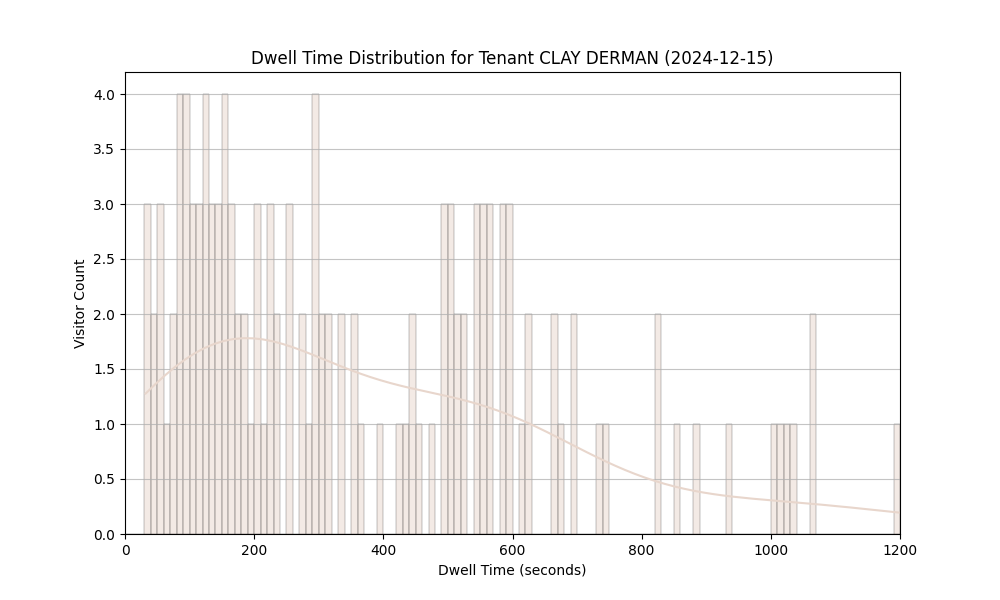 Dwell Time Distribution for Tenant CLAY DERMAN (2024-12-15)
4.0
3.5
3.0
2.5
2.0
1.5
1.0
0.5
0.0
Visitor Count
0 200 400 600 800 1000 1200
Dwell Time (seconds)